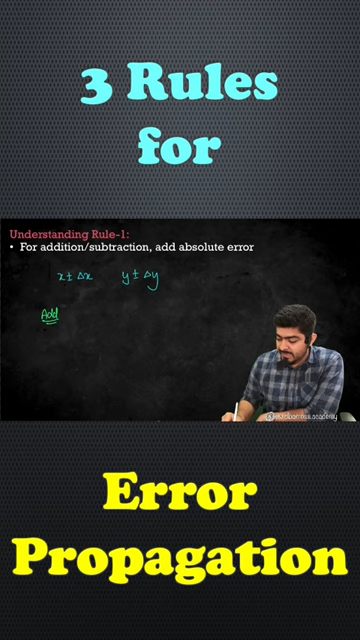 3 Rules
for
Understanding Rule-1:
• For addition/subtraction, add absolute error
x ± Δx y ± Δy
Add
Error
Propagation